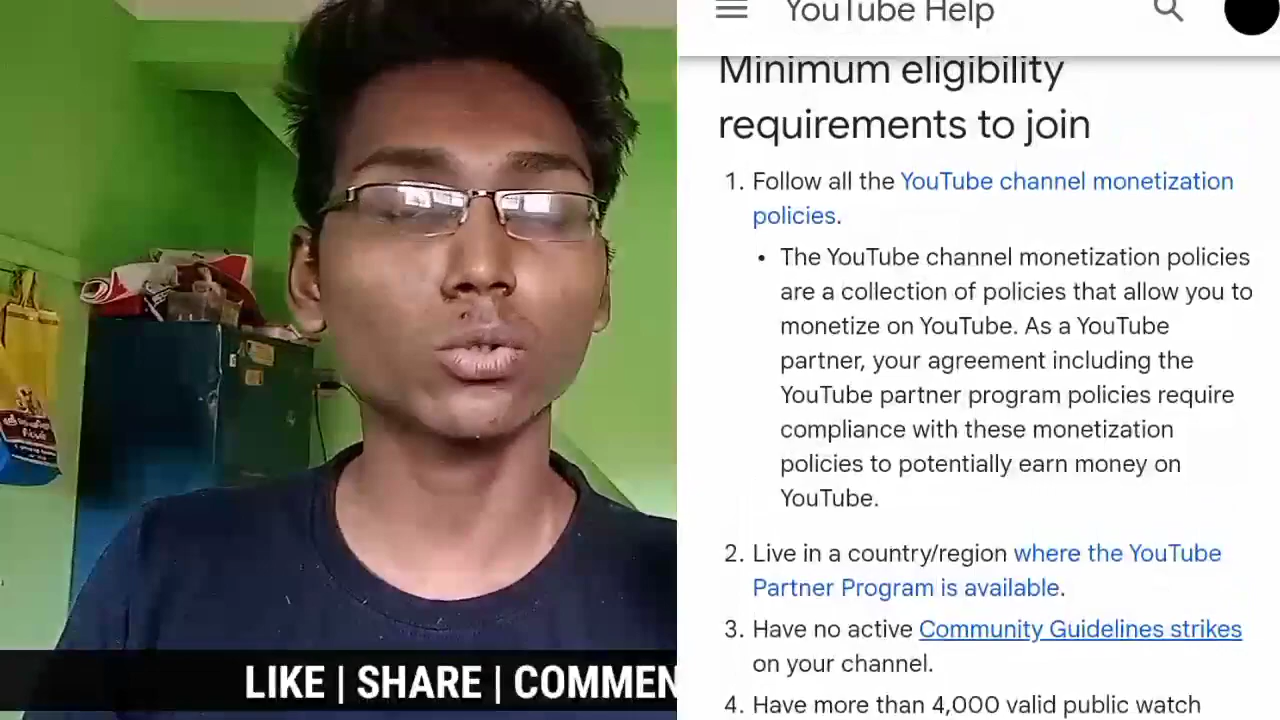 YouTube Help
Minimum eligibility
requirements to join
1. Follow all the YouTube channel monetization
policies.
• The YouTube channel monetization policies
are a collection of policies that allow you to
monetize on YouTube. As a YouTube
partner, your agreement including the
YouTube partner program policies require
compliance with these monetization
policies to potentially earn money on
YouTube.
2. Live in a country/region where the YouTube
Partner Program is available.
3. Have no active Community Guidelines strikes
on your channel.
4. Have more than 4,000 valid public watch
LIKE | SHARE | COMMEN